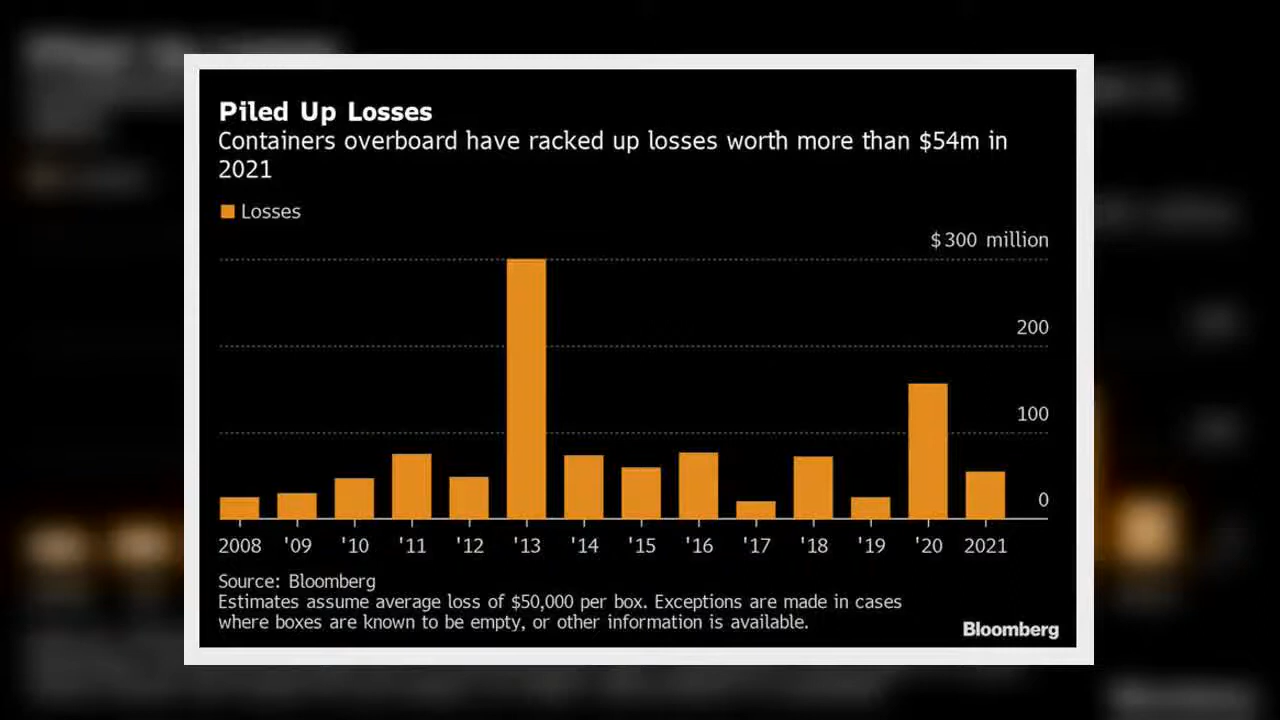 Piled Up Losses
Containers overboard have racked up losses worth more than $54m in
2021
Losses
$300 million
200
100
0
2008 '09 '10 '11 '12 '13 '14 '15 '16 '17 '18 '19 '20 2021
Source: Bloomberg
Estimates assume average loss of $50,000 per box. Exceptions are made in cases
where boxes are known to be empty, or other information is available.
Bloomberg